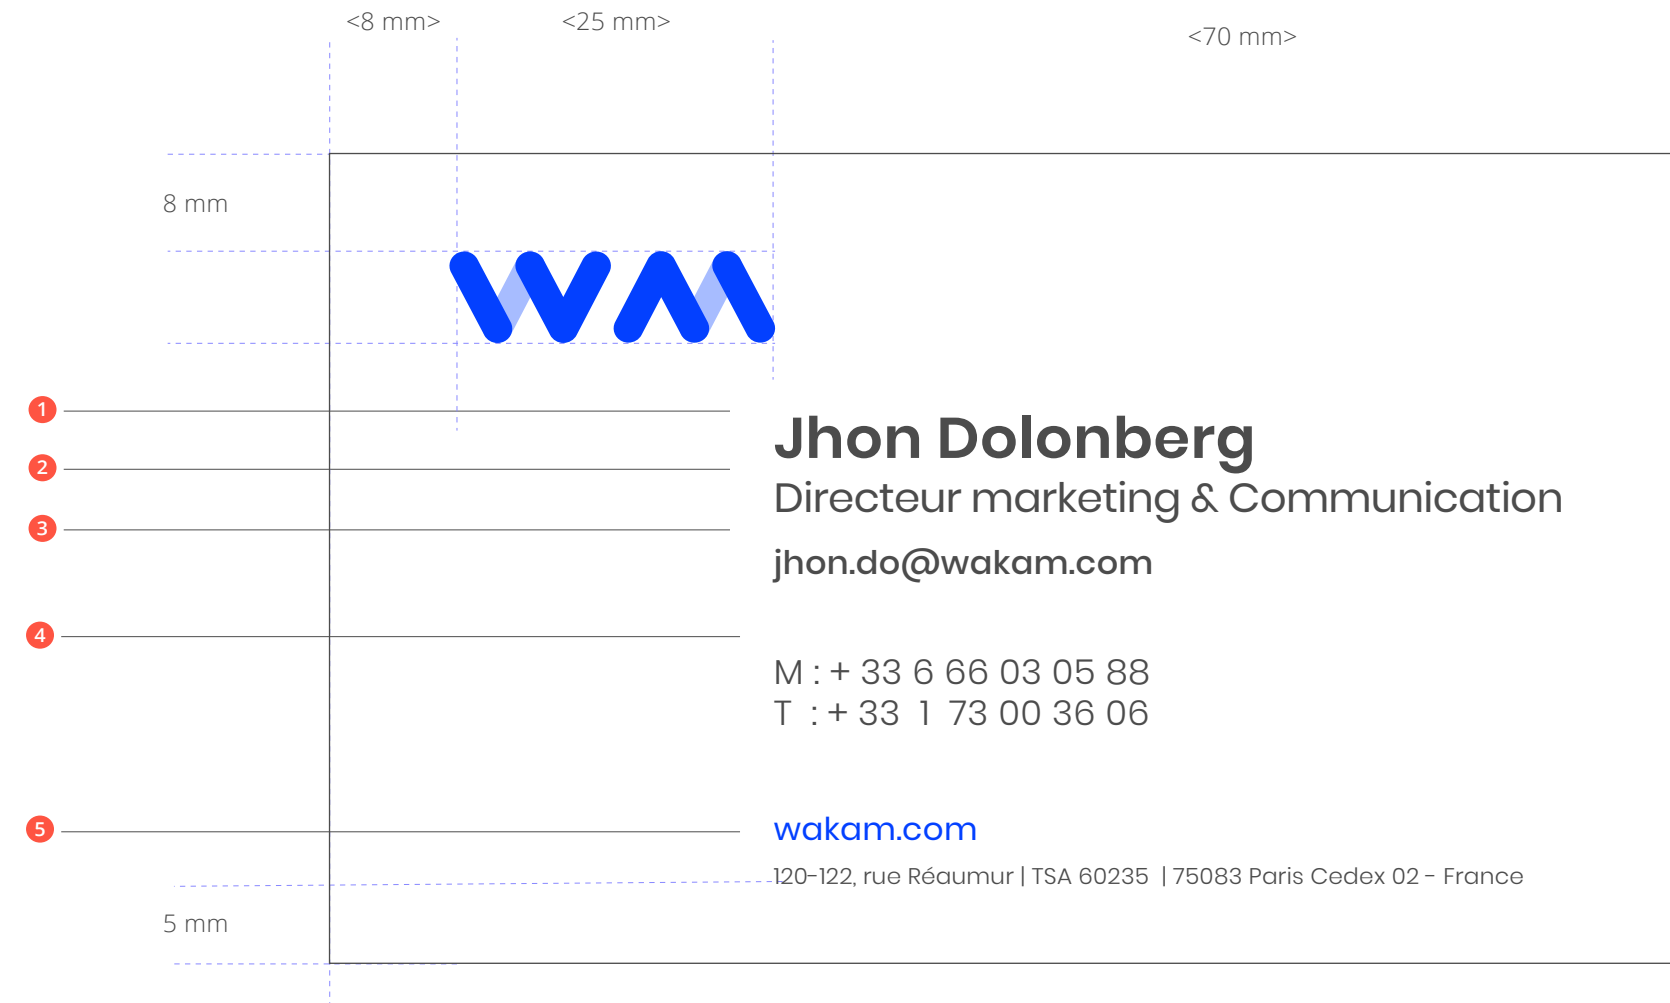 <8 mm> <25 mm> <70 mm>
8 mm
WAM
1
Jhon Dolonberg
2
Directeur marketing & Communication
3
jhon.do@wakam.com
4
M : + 33 6 66 03 05 88
T : + 33 1 73 00 36 06
5
wakam.com
120-122, rue Réaumur | TSA 60235 | 75083 Paris Cedex 02 - France
5 mm